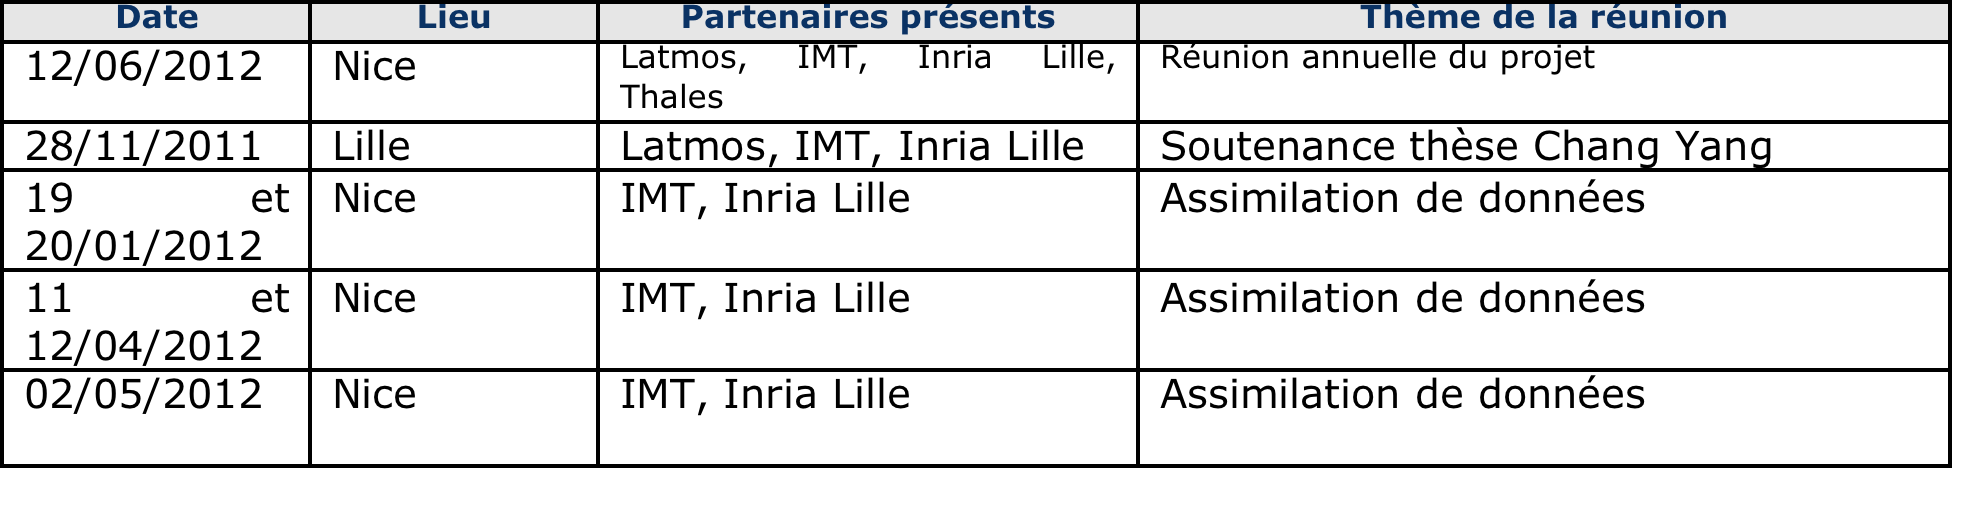 Date Lieu Partenaires présents Thème de la réunion
12/06/2012 Nice Latmos, IMT, Inria Lille, Réunion annuelle du projet
Thales
28/11/2011 Lille Latmos, IMT, Inria Lille Soutenance thèse Chang Yang
19 et Nice IMT, Inria Lille Assimilation de données
20/01/2012
11 et Nice IMT, Inria Lille Assimilation de données
12/04/2012
02/05/2012 Nice IMT, Inria Lille Assimilation de données